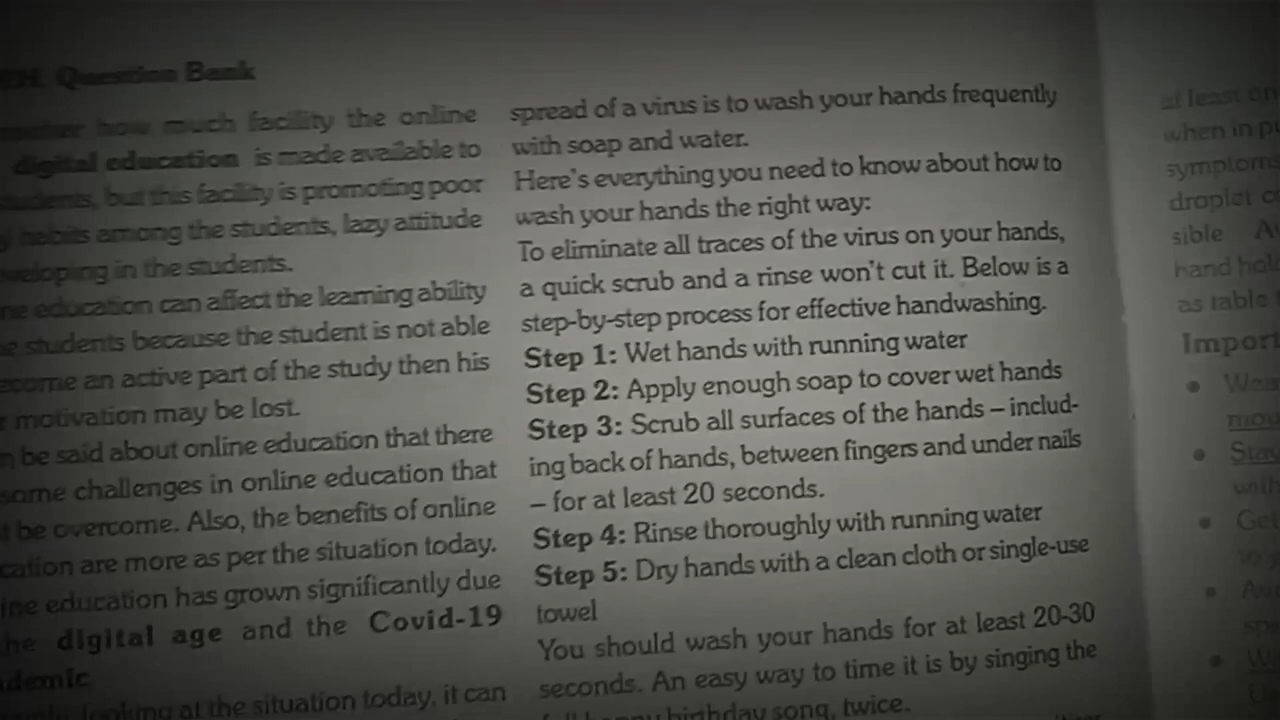 Question Bank
how much facility the online
digital education is made available to
students, but this facility is promoting poor
habits among the students, lazy attitude
in the students.
education can affect the learning ability
students because the student is not able
an active part of the study then his
motivation may be lost.
be said about online education that there
some challenges in online education that
be overcome. Also, the benefits of online
are more as per the situation today.
education has grown significantly due
digital age and the Covid-19
looking at the situation today, it can
spread of a virus is to wash your hands frequently
with soap and water.
Here's everything you need to know about how to
wash your hands the right way:
To eliminate all traces of the virus on your hands,
a quick scrub and a rinse won't cut it. Below is a
step-by-step process for effective handwashing.
Step 1: Wet hands with running water
Step 2: Apply enough soap to cover wet hands
Step 3: Scrub all surfaces of the hands – includ-
ing back of hands, between fingers and under nails
– for at least 20 seconds.
Step 4: Rinse thoroughly with running water
Step 5: Dry hands with a clean cloth or single-use
towel
You should wash your hands for at least 20-30
seconds. An easy way to time it is by singing the
happy birthday song, twice.
at least
when in
droplet
sible
hand
as table